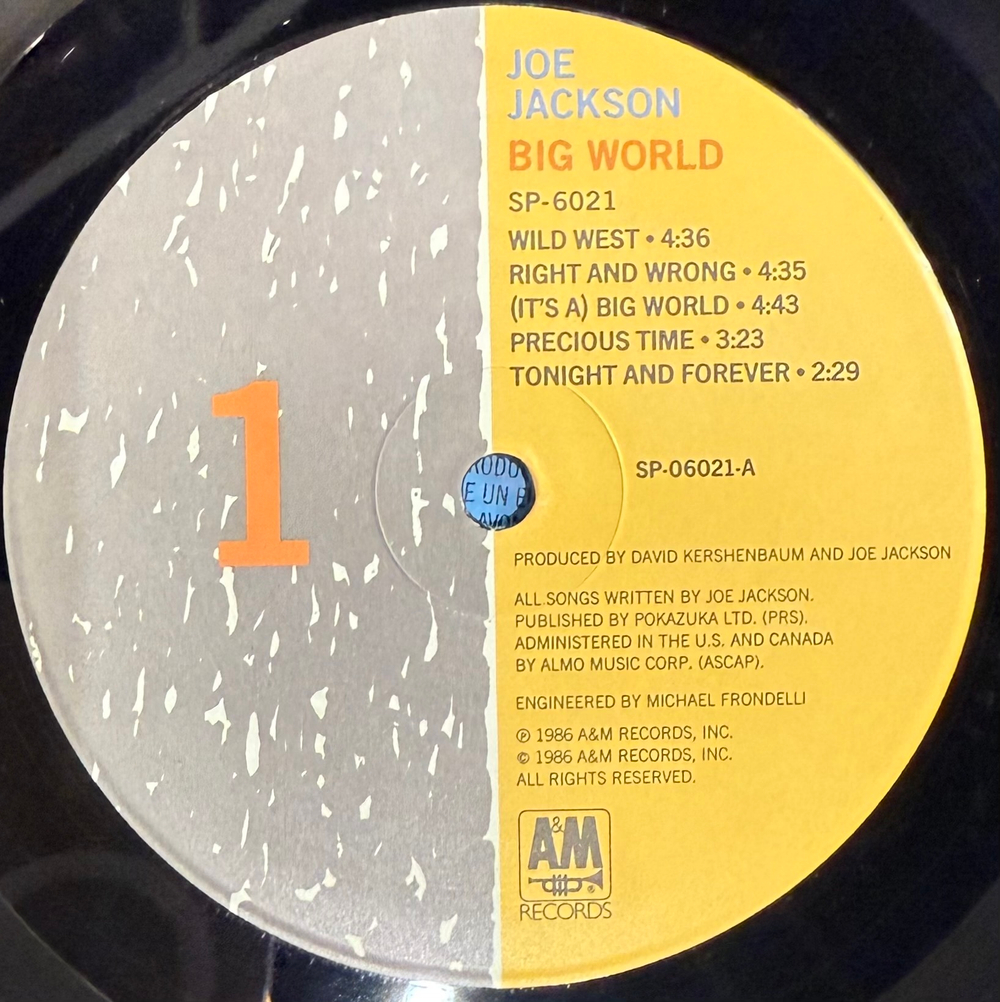 1
JOE
JACKSON
BIG WORLD
SP-6021
WILD WEST • 4:36
RIGHT AND WRONG • 4:35
(IT'S A) BIG WORLD • 4:43
PRECIOUS TIME • 3:23
TONIGHT AND FOREVER • 2:29
SP-06021-A
E UN
PRODUCED BY DAVID KERSHENBAUM AND JOE JACKSON
ALL SONGS WRITTEN BY JOE JACKSON.
PUBLISHED BY POKAZUKA LTD. (PRS).
ADMINISTERED IN THE U.S. AND CANADA
BY ALMO MUSIC CORP. (ASCAP).
ENGINEERED BY MICHAEL FRONDELLI
℗ 1986 A&M RECORDS, INC.
© 1986 A&M RECORDS, INC.
ALL RIGHTS RESERVED.
A&M
®
RECORDS